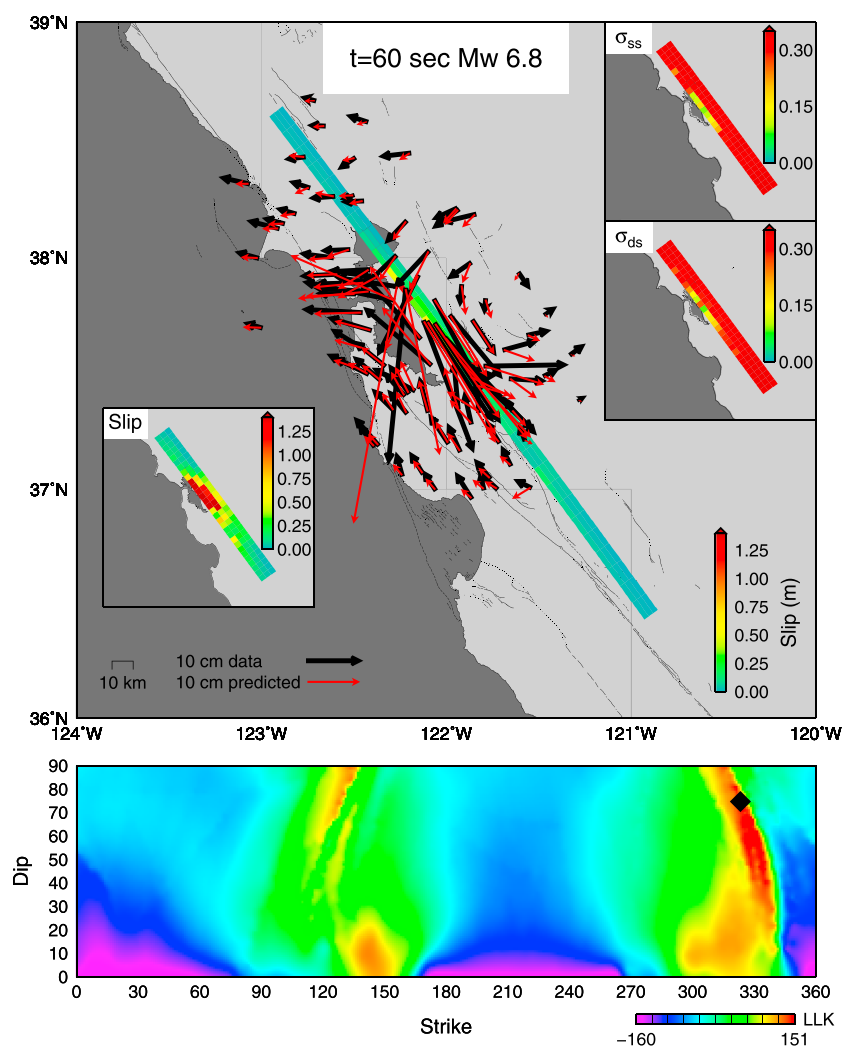 39°N
38°N
37°N
36°N
124°W 123°W 122°W 121°W 120°W
t=60 sec Mw 6.8
σss
0.30
0.15
0.00
σds
0.30
0.15
0.00
Slip
1.25
1.00
0.75
0.50
0.25
0.00
10 km
10 cm data
10 cm predicted
1.25
1.00
0.75
0.50
0.25
0.00
Slip (m)
90
80
70
60
50
40
30
20
10
0
Dip
0 30 60 90 120 150 180 210 240 270 300 330 360
Strike
LLK
−160 151